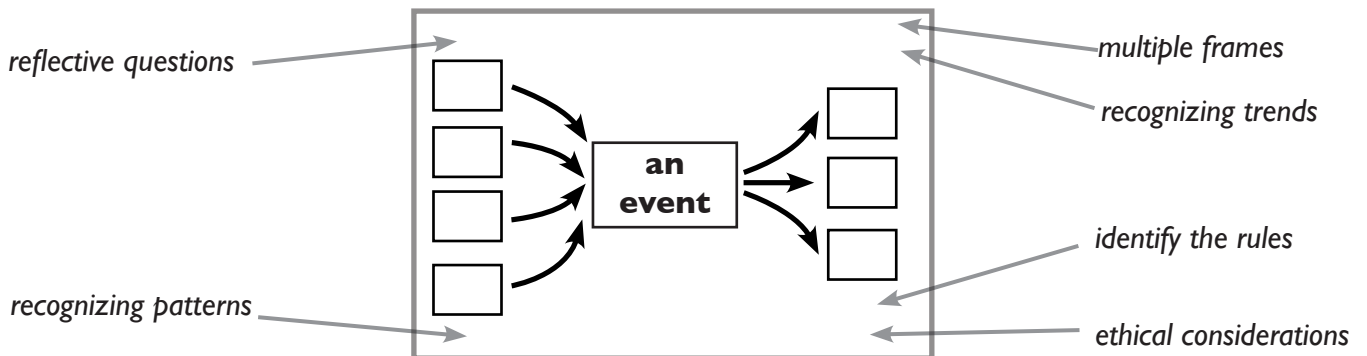 reflective questions
multiple frames
recognizing trends
an
event
identify the rules
recognizing patterns
ethical considerations